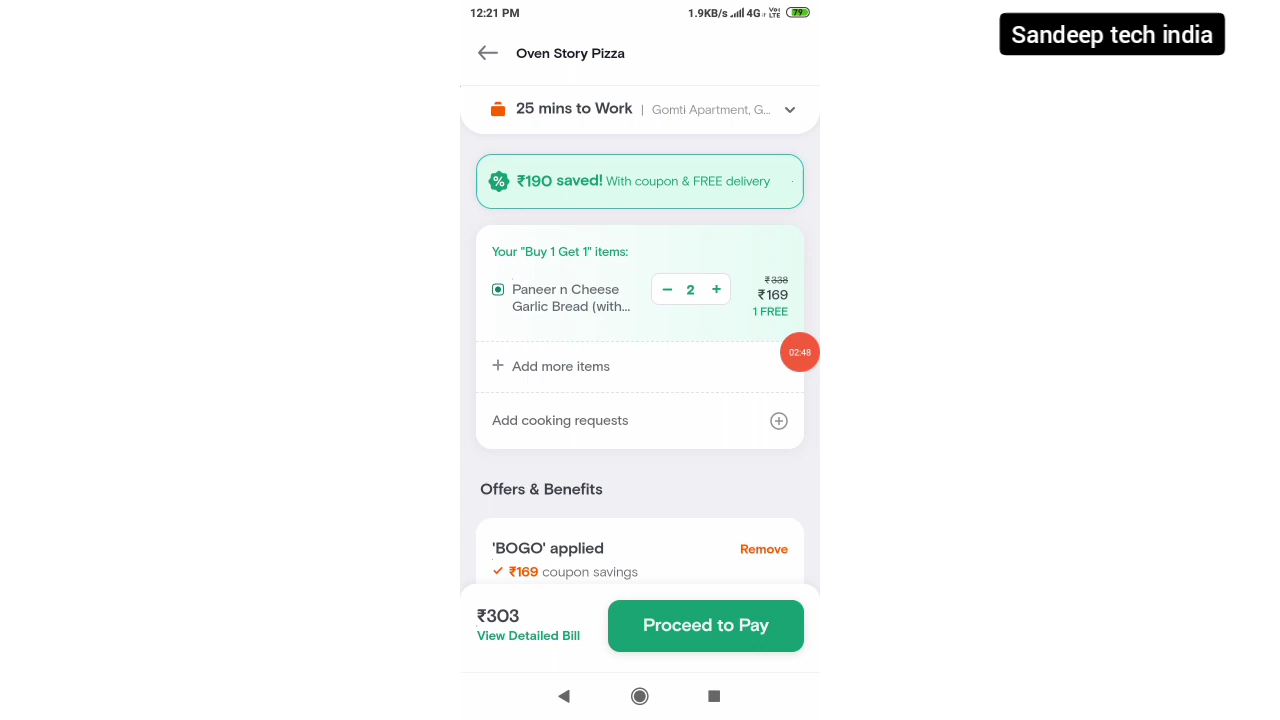 12:21 PM
1.9KB/s 4G Vo LTE 79
Sandeep tech india
Oven Story Pizza
25 mins to Work | Gomti Apartment, G...
₹190 saved! With coupon & FREE delivery
Your "Buy 1 Get 1" items:
Paneer n Cheese
Garlic Bread (with...
− 2 +
₹338
₹169
1 FREE
02:48
+ Add more items
Add cooking requests
Offers & Benefits
'BOGO' applied
Remove
₹169 coupon savings
₹303
View Detailed Bill
Proceed to Pay